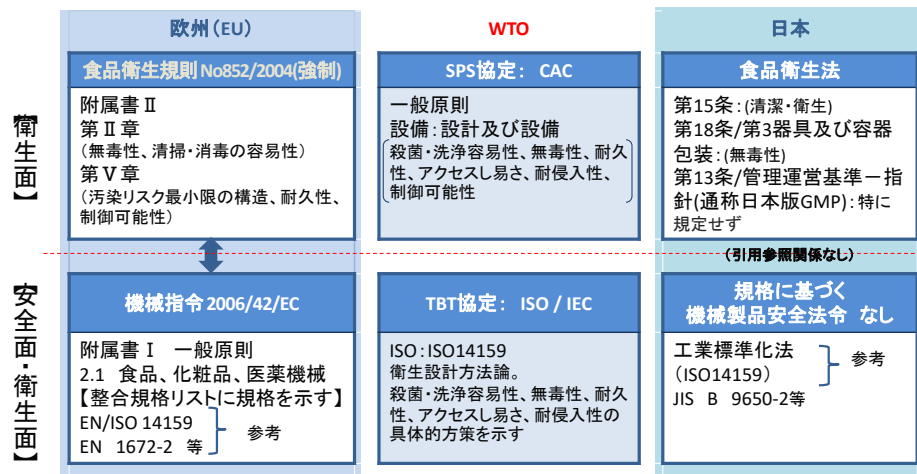 欧州(EU)
WTO
日本
【衛生面】
食品衛生規則 No852/2004(強制)
附属書Ⅱ
第Ⅱ章
(無毒性、清掃・消毒の容易性)
第Ⅴ章
(汚染リスク最小限の構造、耐久性、
制御可能性)
SPS協定: CAC
一般原則
設備:設計及び設備
殺菌・洗浄容易性、無毒性、耐久
性、アクセスし易さ、耐侵入性、
制御可能性
食品衛生法
第15条:(清潔・衛生)
第18条/第3器具及び容器
包装:(無毒性)
第13条/管理運営基準ー指
針(通称日本版GMP):特に
規定せず
(引用参照関係なし)
【安全面・衛生面】
機械指令 2006/42/EC
附属書Ⅰ 一般原則
2.1 食品、化粧品、医薬機械
【整合規格リストに規格を示す】
EN/ISO 14159
EN 1672-2 等
参考
TBT協定: ISO / IEC
ISO:ISO14159
衛生設計方法論。
殺菌・洗浄容易性、無毒性、耐久
性、アクセスし易さ、耐侵入性の
具体的方策を示す
規格に基づく
機械製品安全法令 なし
工業標準化法
(ISO14159)
JIS B 9650-2等
参考